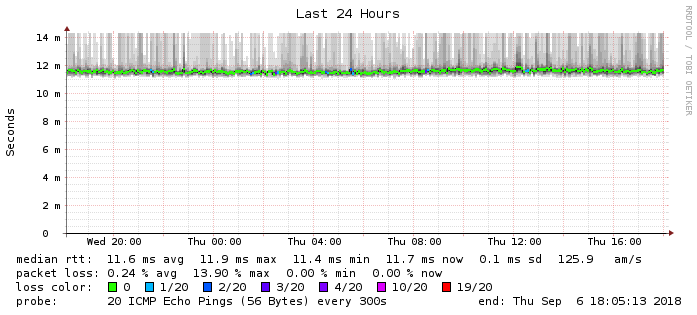 Last 24 Hours
RRDTOOL / TOBI OETIKER
Seconds
14 m
12 m
10 m
8 m
6 m
4 m
2 m
0
Wed 20:00 Thu 00:00 Thu 04:00 Thu 08:00 Thu 12:00 Thu 16:00
median rtt: 11.6 ms avg 11.9 ms max 11.4 ms min 11.7 ms now 0.1 ms sd 125.9 am/s
packet loss: 0.24 % avg 13.90 % max 0.00 % min 0.00 % now
loss color: 0 1/20 2/20 3/20 4/20 10/20 19/20
probe: 20 ICMP Echo Pings (56 Bytes) every 300s end: Thu Sep 6 18:05:13 2018